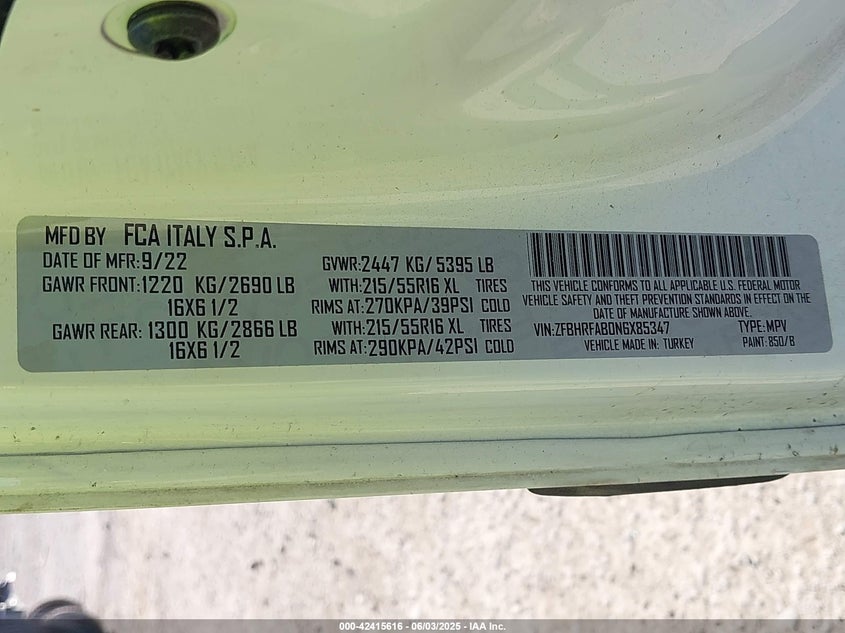 MFD BY FCA ITALY S.P.A.
DATE OF MFR:9/22
GAWR FRONT:1220 KG/2690 LB
16X6 1/2
GAWR REAR: 1300 KG/2866 LB
16X6 1/2
GVWR:2447 KG/ 5395 LB
WITH:215/55R16 XL TIRES
RIMS AT:270KPA/39PSI COLD
WITH:215/55R16 XL TIRES
RIMS AT:290KPA/42PSI COLD
THIS VEHICLE CONFORMS TO ALL APPLICABLE U.S. FEDERAL MOTOR
VEHICLE SAFETY AND THEFT PREVENTION STANDARDS IN EFFECT ON THE
DATE OF MANUFACTURE SHOWN ABOVE.
VIN:ZFBHRFAB0N6X85347 TYPE:MPV
VEHICLE MADE IN: TURKEY PAINT: 850/B
000-42415616 - 06/03/2025 - IAA Inc.